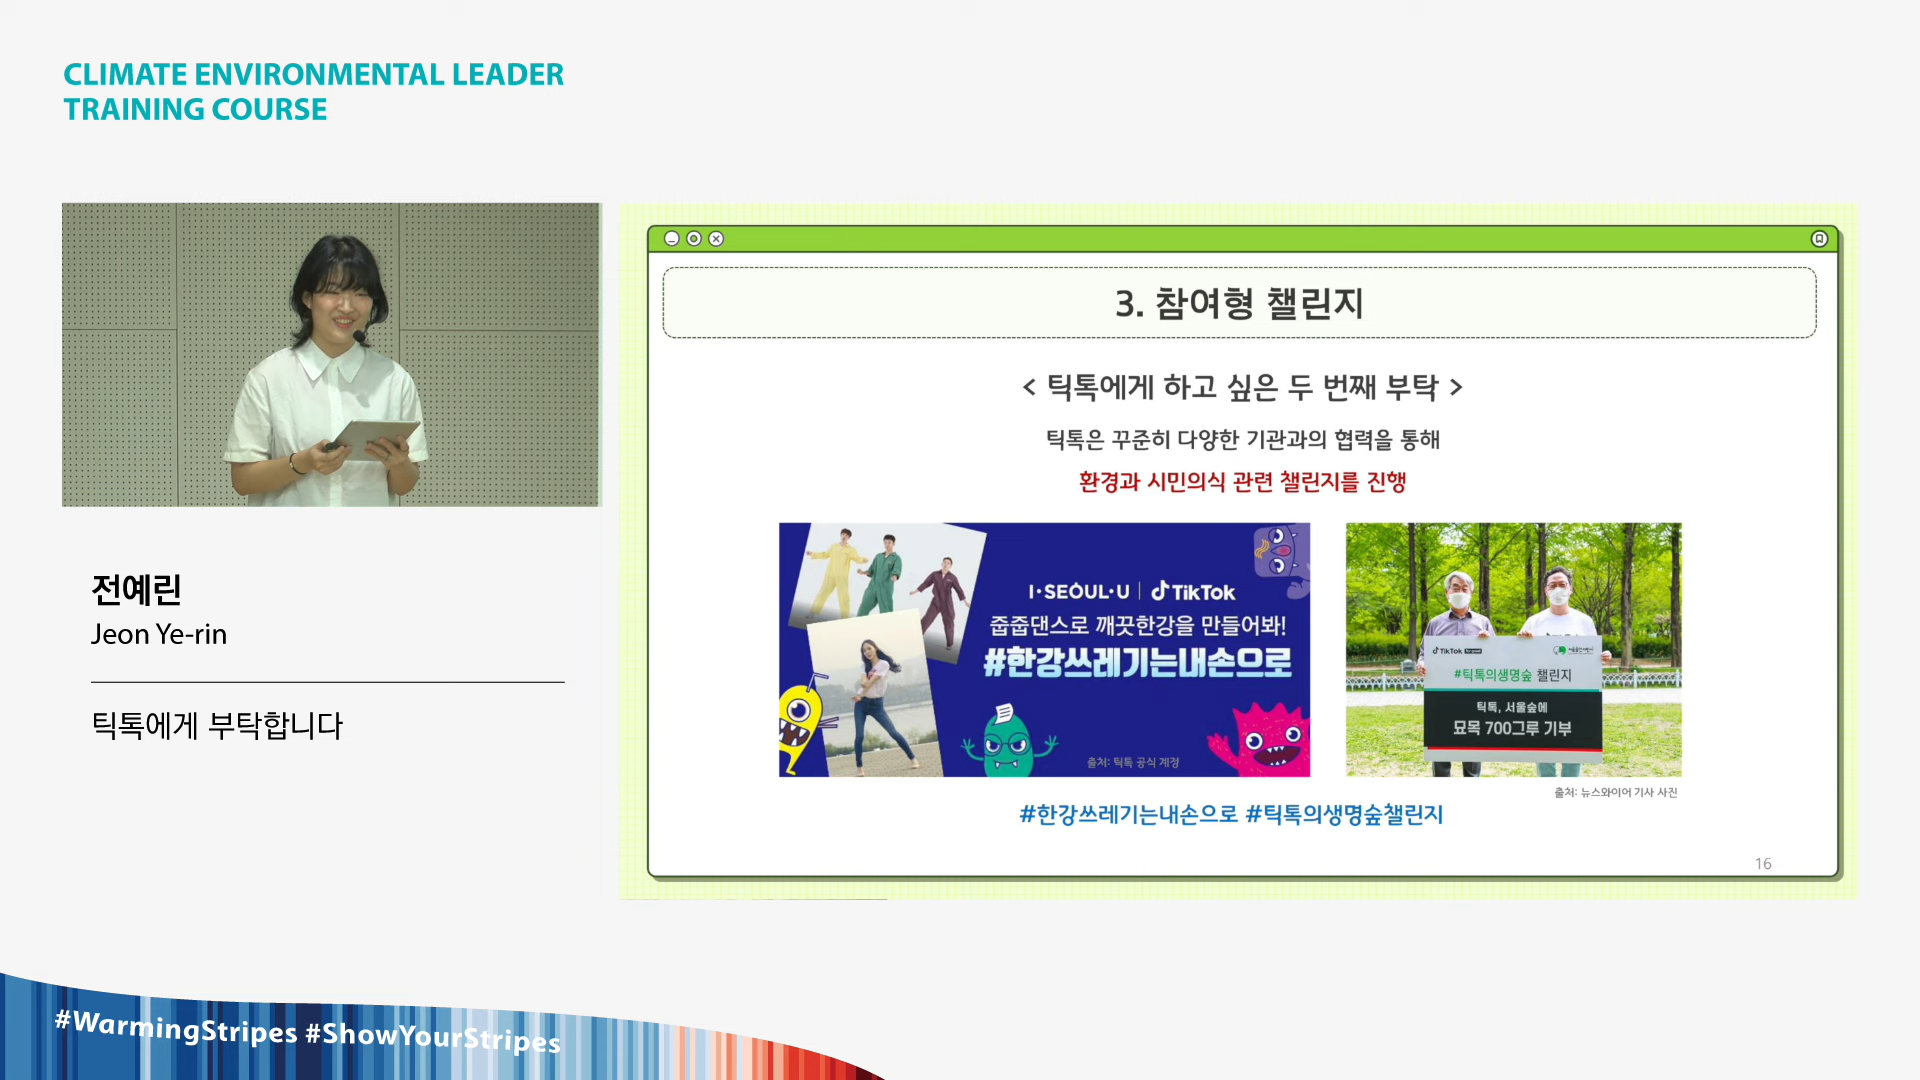 CLIMATE ENVIRONMENTAL LEADER
TRAINING COURSE
전예린
Jeon Ye-rin
틱톡에게 부탁합니다
3. 참여형 챌린지
< 틱톡에게 하고 싶은 두 번째 부탁 >
틱톡은 꾸준히 다양한 기관과의 협력을 통해
환경과 시민의식 관련 챌린지를 진행
I·SEOUL·U | TikTok
줍줍댄스로 깨끗한강을 만들어봐!
#한강쓰레기는내손으로
출처: 틱톡 공식 계정
TikTok
#틱톡의생명숲 챌린지
틱톡, 서울숲에
묘목 700그루 기부
출처: 뉴스와이어 기사 사진
#한강쓰레기는내손으로 #틱톡의생명숲챌린지
16
#WarmingStripes #ShowYourStripes